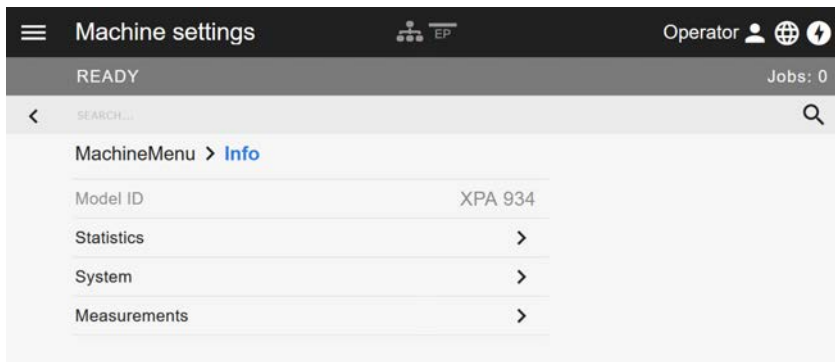 Machine settings EP Operator
READY Jobs: 0
SEARCH...
MachineMenu > Info
Model ID XPA 934
Statistics
System
Measurements